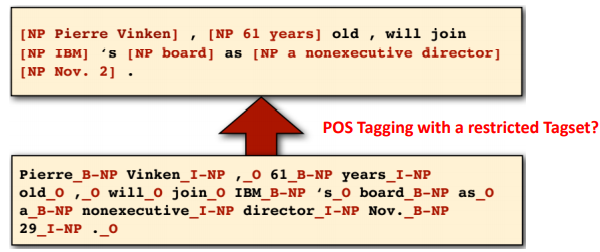 [NP Pierre Vinken] , [NP 61 years] old , will join
[NP IBM] ‘s [NP board] as [NP a nonexecutive director]
[NP Nov. 2] .
POS Tagging with a restricted Tagset?
Pierre_B-NP Vinken_I-NP ,_O 61_B-NP years_I-NP
old_O ,_O will_O join_O IBM_B-NP ‘s_O board_B-NP as_O
a_B-NP nonexecutive_I-NP director_I-NP Nov._B-NP
29_I-NP ._O